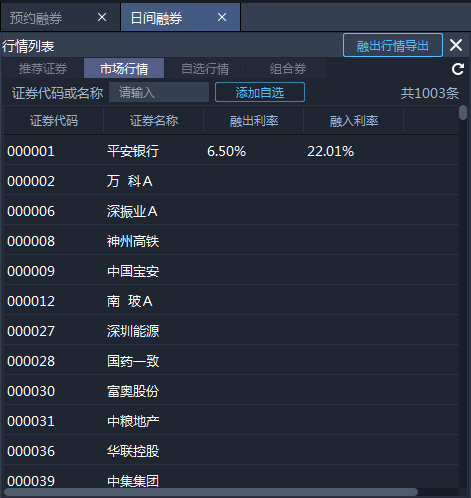 预约融券 日间融券
行情列表 融出行情导出
推荐证券 市场行情 自选行情 组合券
证券代码或名称 请输入 添加自选 共1003条
证券代码 证券名称 融出利率 融入利率
000001 平安银行 6.50% 22.01%
000002 万 科A
000006 深振业A
000008 神州高铁
000009 中国宝安
000012 南 玻A
000027 深圳能源
000028 国药一致
000030 富奥股份
000031 中粮地产
000036 华联控股
000039 中集集团